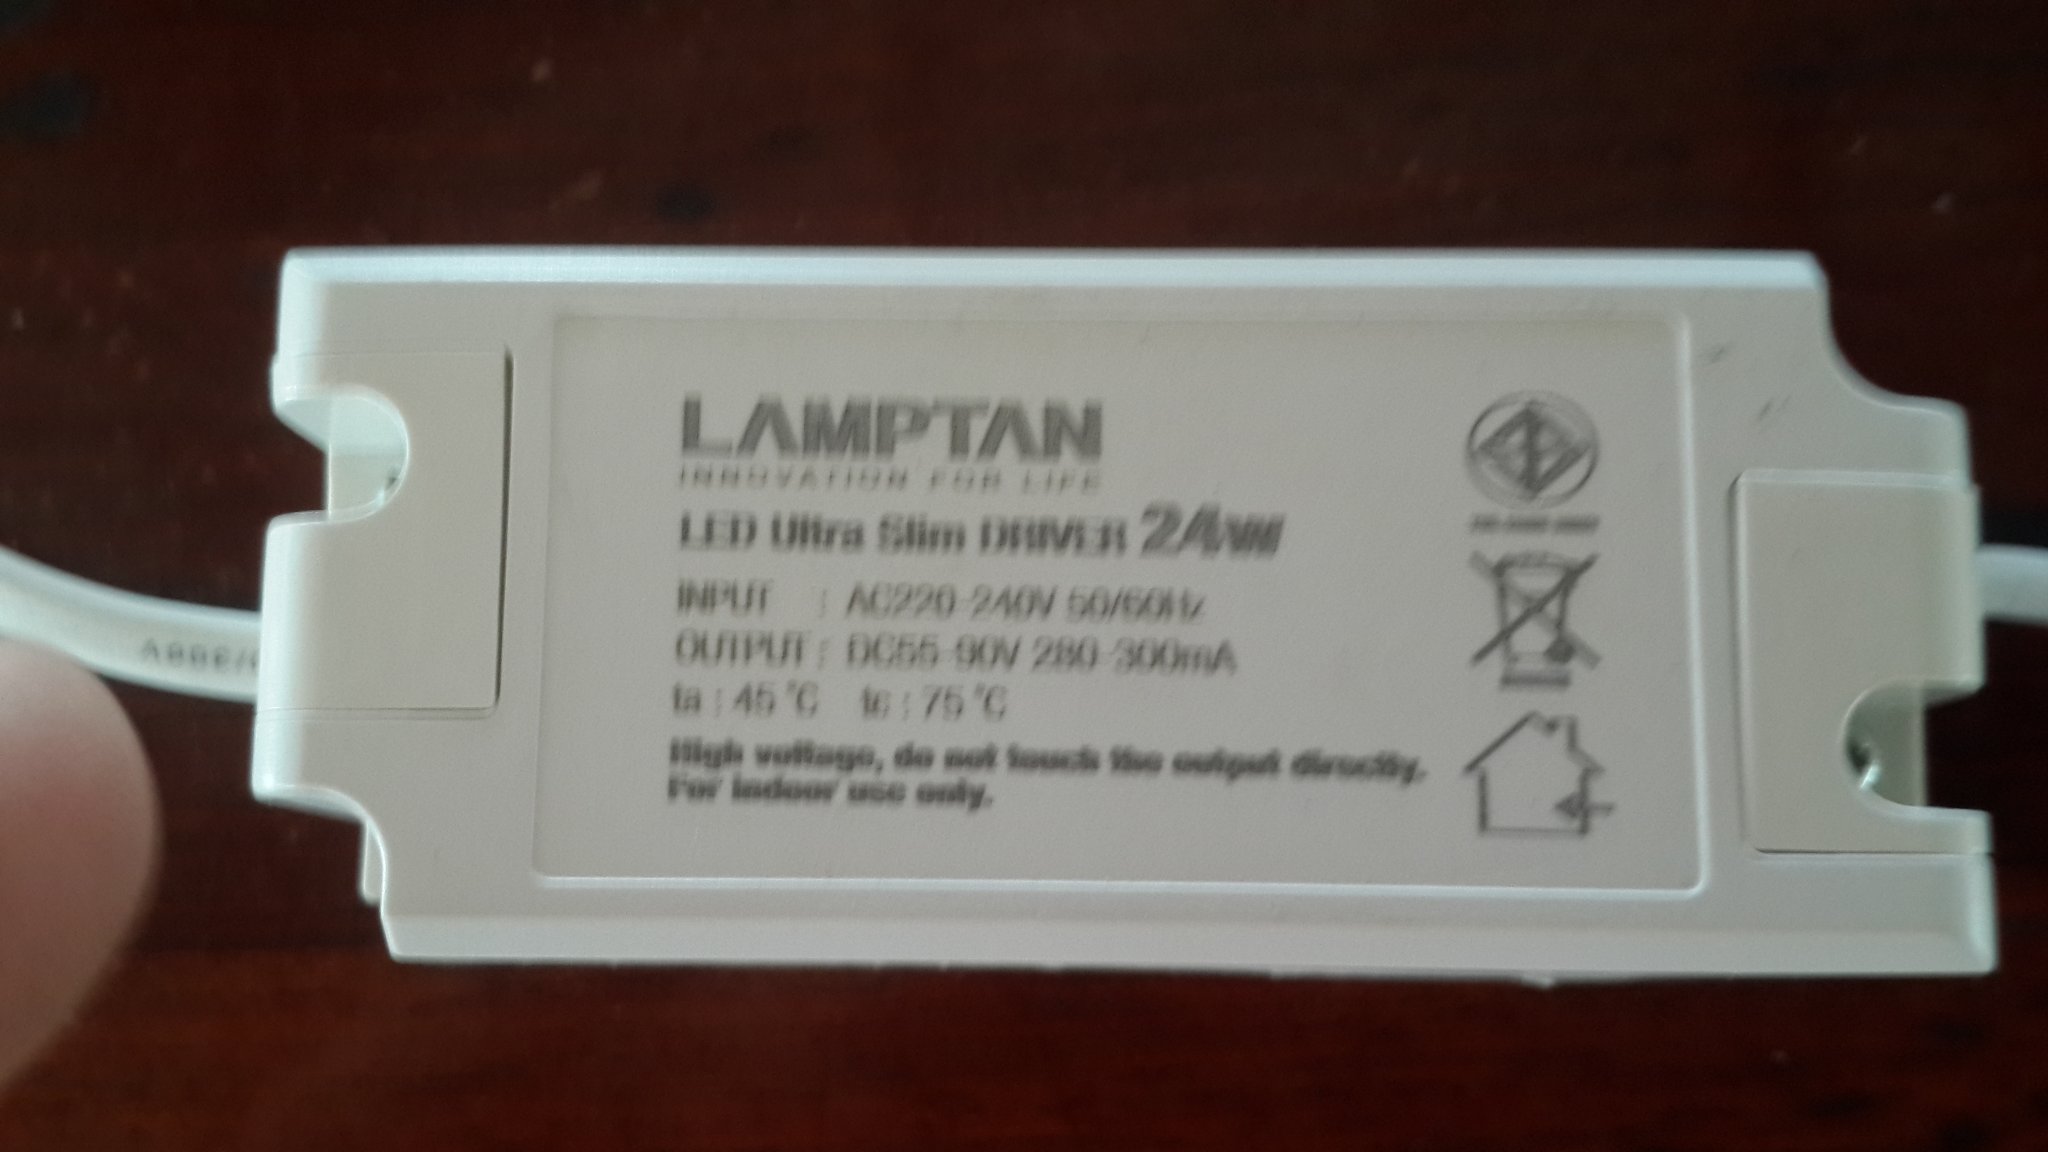 LAMPTAN
INNOVATION FOR LIFE
LED Ultra Slim DRIVER 24W
INPUT : AC220-240V 50/60Hz
OUTPUT : DC55-90V 280-300mA
ta : 45°C tc : 75°C
High voltage, do not touch the output directly.
For indoor use only.